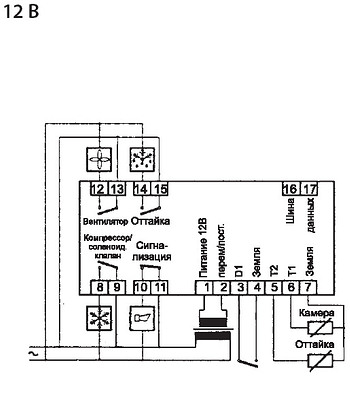 12 В
12 13 14 15 16 17
Вентилятор Оттайка
Шина данных
Компрессор/
соленоид.
клапан
Сигна-
лизация
Питание 12В
перем/пост.
D1
Земля
T2
T1
Земля
8 9 10 11 1 2 3 4 5 6 7
Камера
Оттайка
~